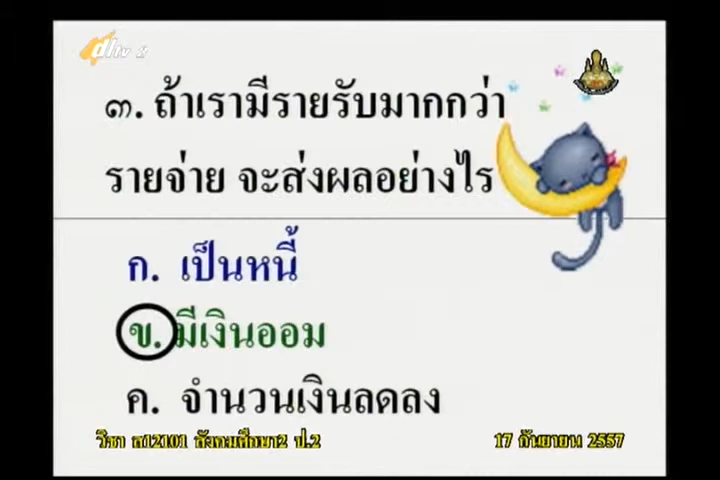 dltv 2
๓. ถ้าเรามีรายรับมากกว่า
รายจ่าย จะส่งผลอย่างไร
ก. เป็นหนี้
ข. มีเงินออม
ค. จำนวนเงินลดลง
วิชา ส12101 สังคมศึกษา2 ป.2
17 กันยายน 2557